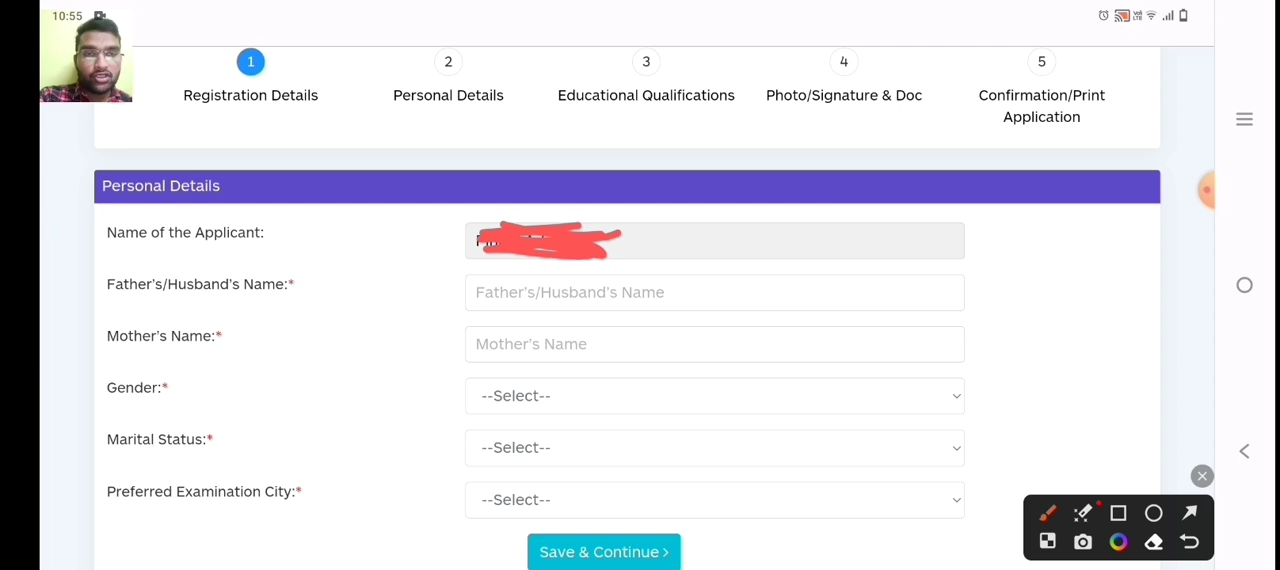 10:55
Vo) LTE
1
2
3
4
5
Registration Details
Personal Details
Educational Qualifications
Photo/Signature & Doc
Confirmation/Print
Application
Personal Details
Name of the Applicant:
Father's/Husband's Name:*
Father's/Husband's Name
Mother's Name:*
Mother's Name
Gender:*
--Select--
Marital Status:*
--Select--
Preferred Examination City:*
--Select--
Save & Continue >